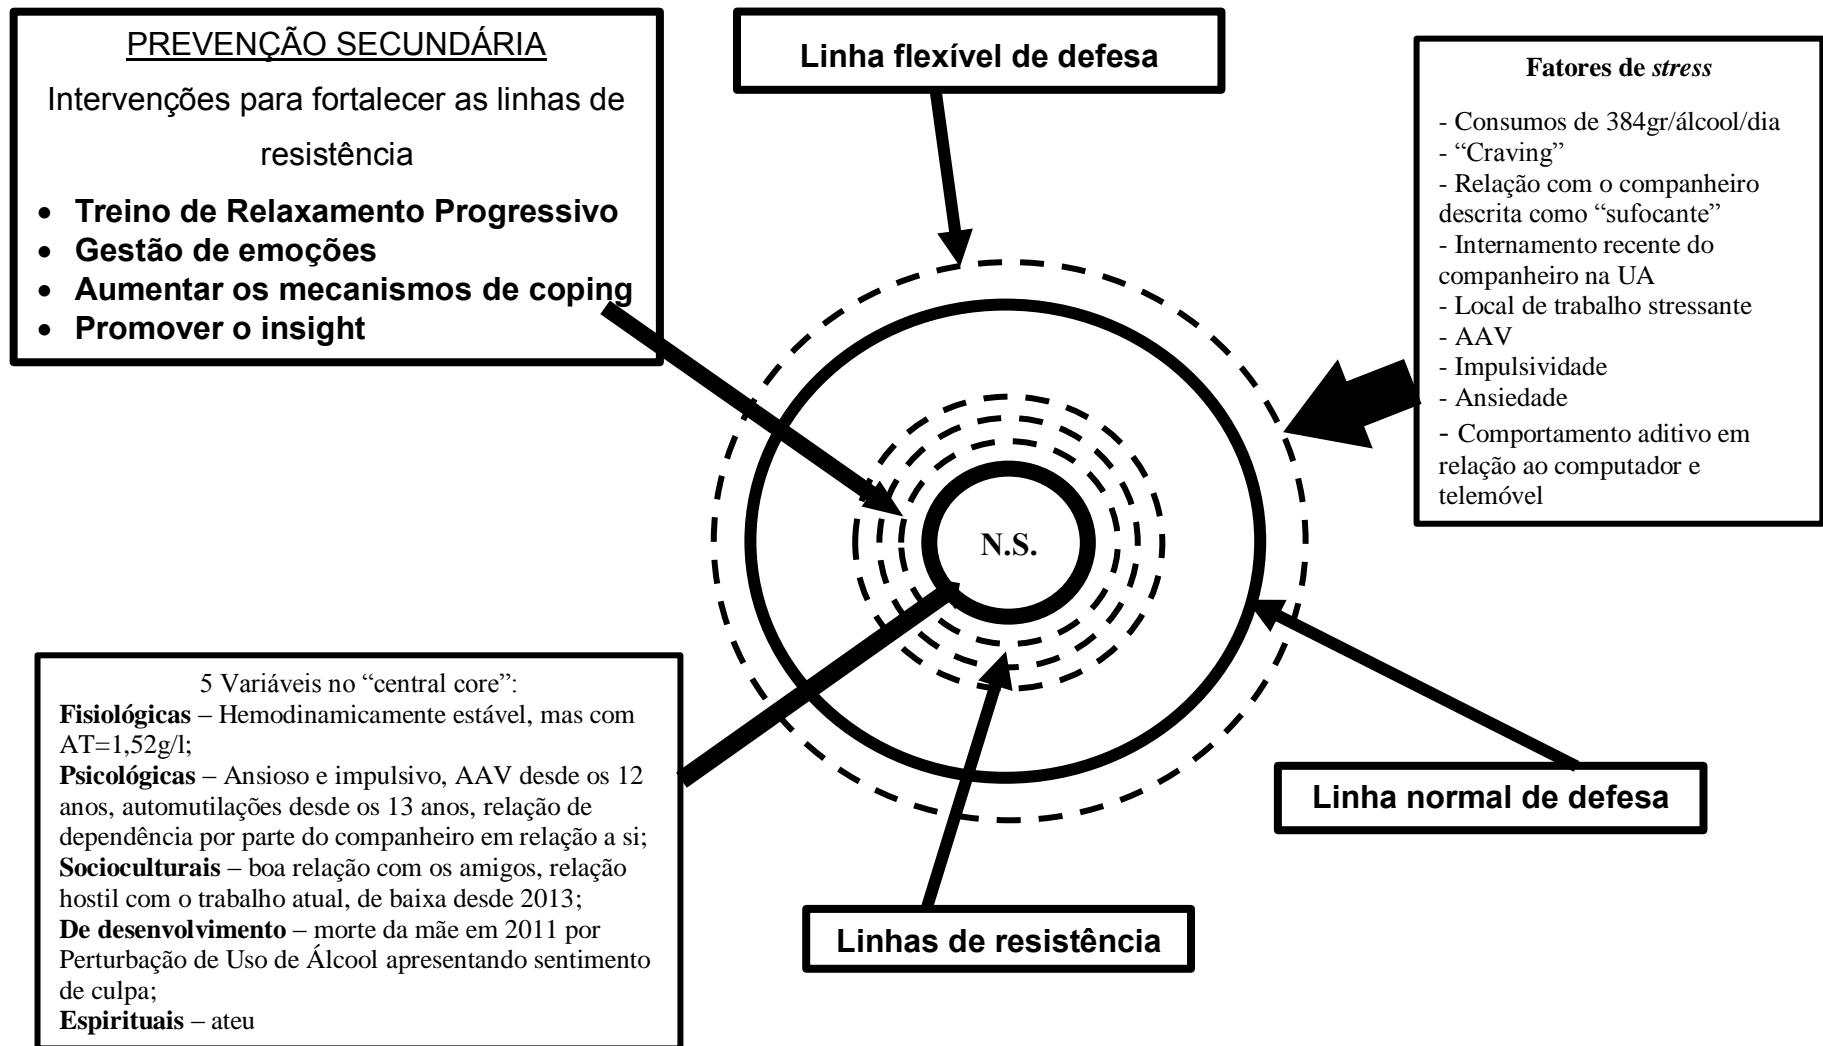 PREVENÇÃO SECUNDÁRIA
Intervenções para fortalecer as linhas de
resistência
• Treino de Relaxamento Progressivo
• Gestão de emoções
• Aumentar os mecanismos de coping
• Promover o insight
Linha flexível de defesa
Fatores de stress
- Consumos de 384gr/álcool/dia
- “Craving”
- Relação com o companheiro
descrita como “sufocante”
- Internamento recente do
companheiro na UA
- Local de trabalho stressante
- AAV
- Impulsividade
- Ansiedade
- Comportamento aditivo em
relação ao computador e
telemóvel
N.S.
5 Variáveis no “central core”:
Fisiológicas – Hemodinamicamente estável, mas com
AT=1,52g/l;
Psicológicas – Ansioso e impulsivo, AAV desde os 12
anos, automutilações desde os 13 anos, relação de
dependência por parte do companheiro em relação a si;
Socioculturais – boa relação com os amigos, relação
hostil com o trabalho atual, de baixa desde 2013;
De desenvolvimento – morte da mãe em 2011 por
Perturbação de Uso de Álcool apresentando sentimento
de culpa;
Espirituais – ateu
Linha normal de defesa
Linhas de resistência